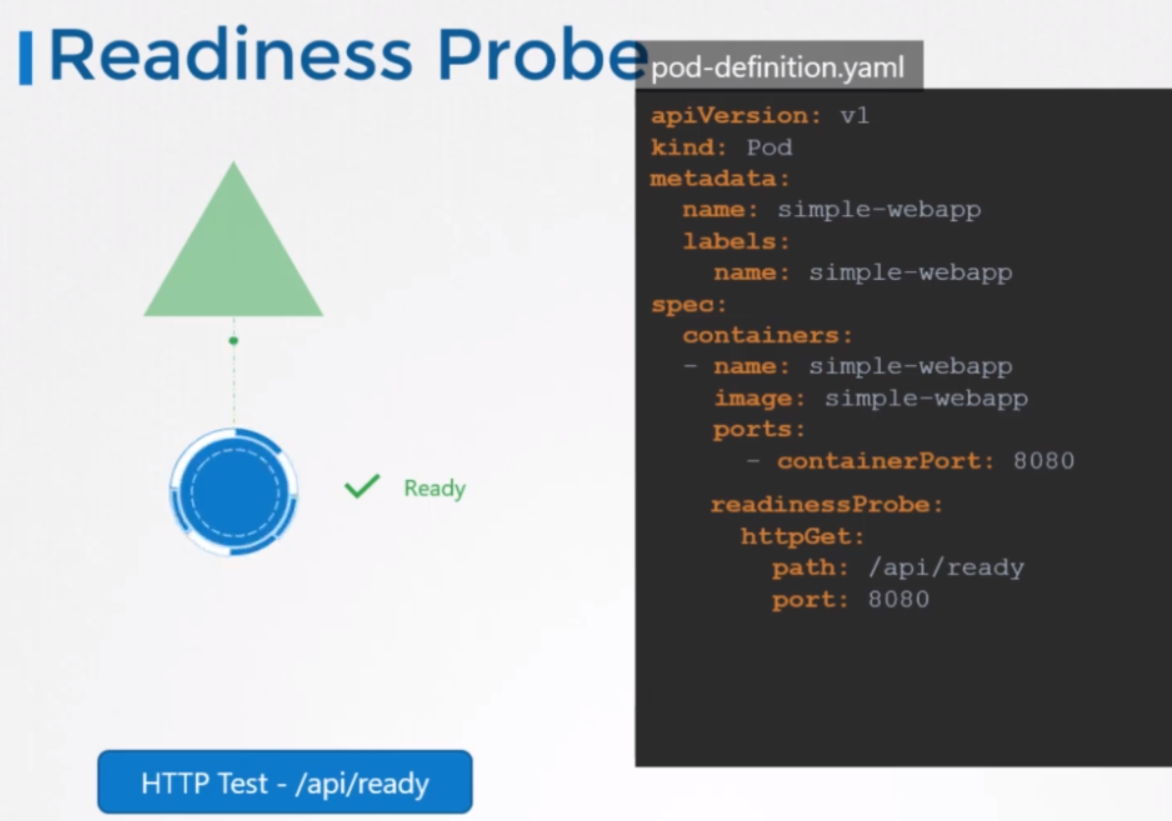 Readiness Probe
pod-definition.yaml
apiVersion: v1
kind: Pod
metadata:
  name: simple-webapp
  labels:
    name: simple-webapp
spec:
  containers:
  - name: simple-webapp
    image: simple-webapp
    ports:
      - containerPort: 8080
    readinessProbe:
      httpGet:
        path: /api/ready
        port: 8080
Ready
HTTP Test - /api/ready